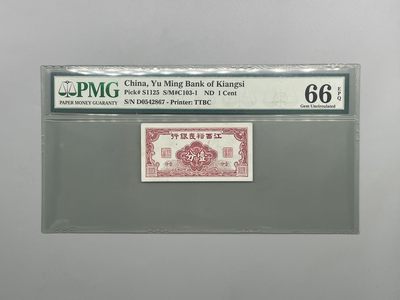 PMG
PAPER MONEY GUARANTY
China, Yu Ming Bank of Kiangsi
Pick# S1125 S/M#C103-1 ND 1 Cent
S/N D0542867 - Printer: TTBC
66 EPQ
Gem Uncirculated
行銀民裕西江
分壹